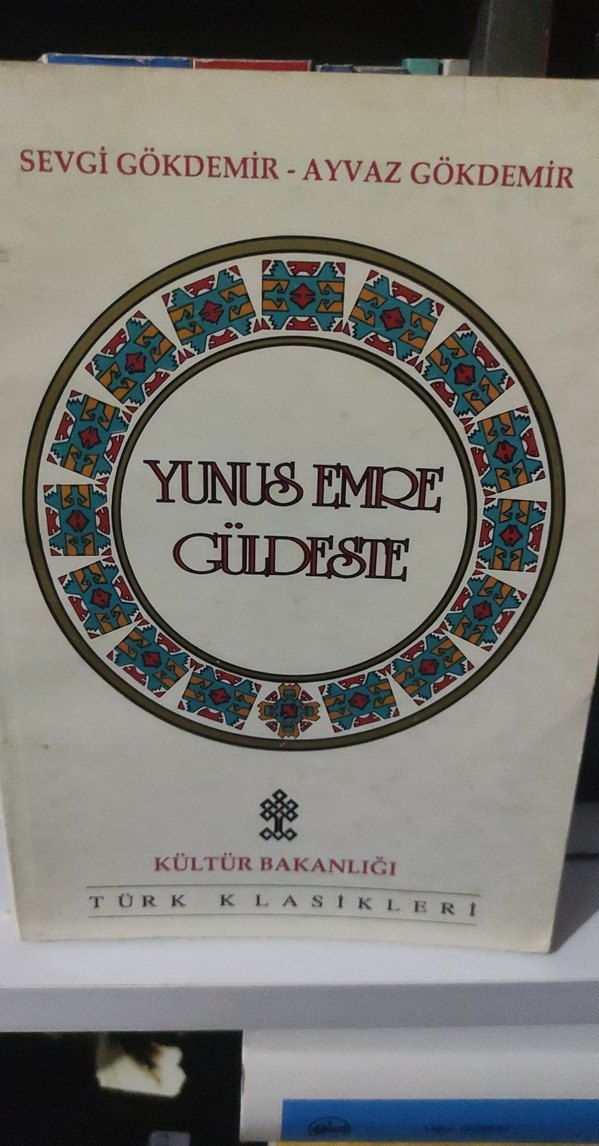 SEVGİ GÖKDEMİR - AYVAZ GÖKDEMİR
YUNUS EMRE
GÜLDESTE
KÜLTÜR BAKANLIĞI
TÜRK KLASİKLERİ